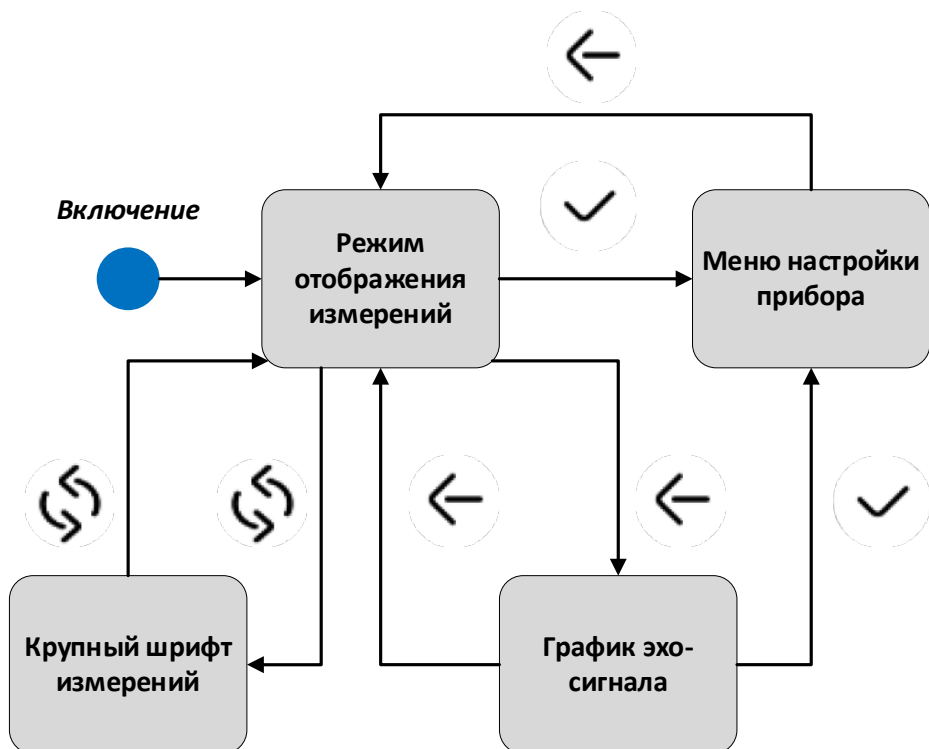 Включение
Режим
отображения
измерений
Меню настройки
прибора
Крупный шрифт
измерений
График эхо-
сигнала